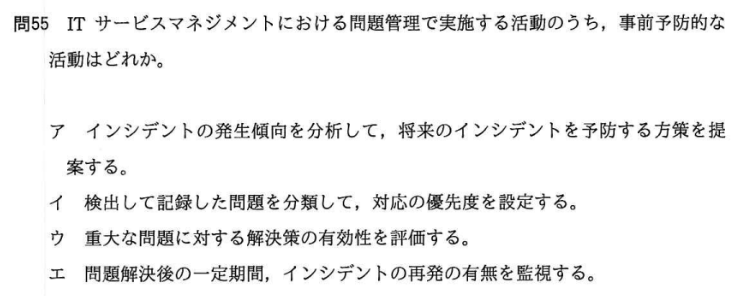 問55 IT サービスマネジメントにおける問題管理で実施する活動のうち，事前予防的な
活動はどれか。
ア インシデントの発生傾向を分析して，将来のインシデントを予防する方策を提
案する。
イ 検出して記録した問題を分類して，対応の優先度を設定する。
ウ 重大な問題に対する解決策の有効性を評価する。
エ 問題解決後の一定期間，インシデントの再発の有無を監視する。